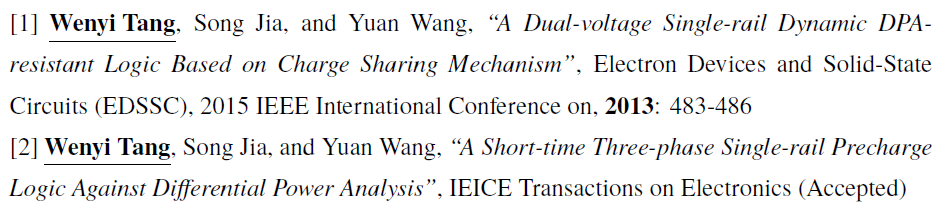 [1] Wenyi Tang, Song Jia, and Yuan Wang, “A Dual-voltage Single-rail Dynamic DPA-
resistant Logic Based on Charge Sharing Mechanism”, Electron Devices and Solid-State
Circuits (EDSSC), 2015 IEEE International Conference on, 2013: 483-486
[2] Wenyi Tang, Song Jia, and Yuan Wang, “A Short-time Three-phase Single-rail Precharge
Logic Against Differential Power Analysis”, IEICE Transactions on Electronics (Accepted)